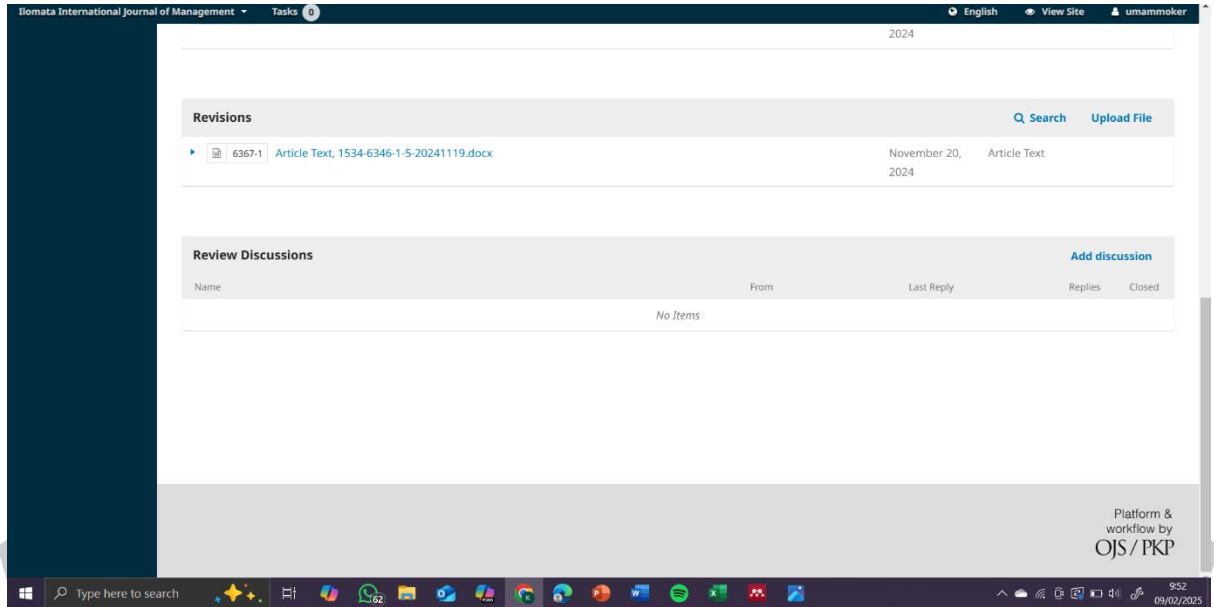 Ilomata International Journal of Management Tasks 0 English View Site umammoker
2024
Revisions Search Upload File
6367-1 Article Text, 1534-6346-1-5-20241119.docx November 20, Article Text
2024
Review Discussions Add discussion
Name From Last Reply Replies Closed
No Items
Platform &
workflow by
OJS / PKP
Type here to search 62 9:52
09/02/2025